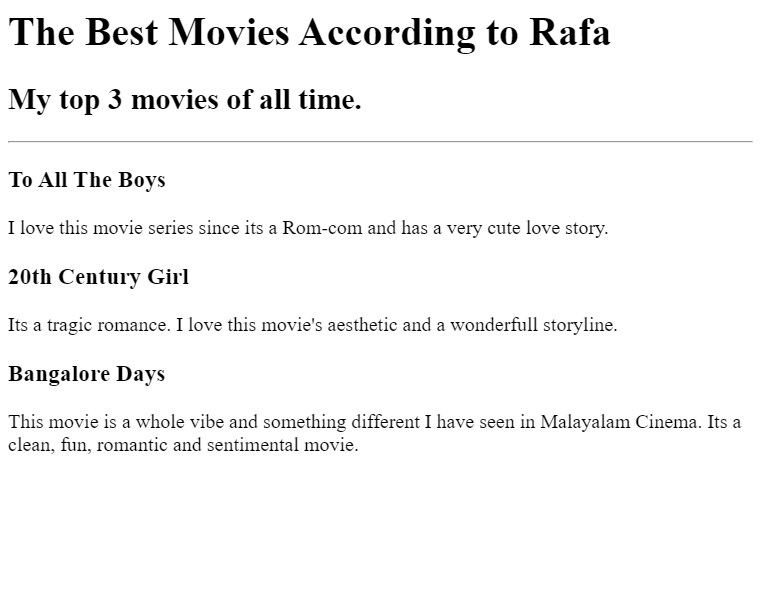 The Best Movies According to Rafa
My top 3 movies of all time.
To All The Boys
I love this movie series since its a Rom-com and has a very cute love story.
20th Century Girl
Its a tragic romance. I love this movie's aesthetic and a wonderfull storyline.
Bangalore Days
This movie is a whole vibe and something different I have seen in Malayalam Cinema. Its a
clean, fun, romantic and sentimental movie.